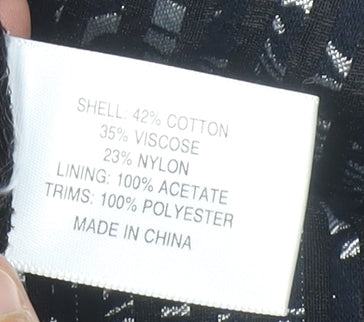 SHELL: 42% COTTON
35% VISCOSE
23% NYLON
LINING: 100% ACETATE
TRIMS: 100% POLYESTER
MADE IN CHINA